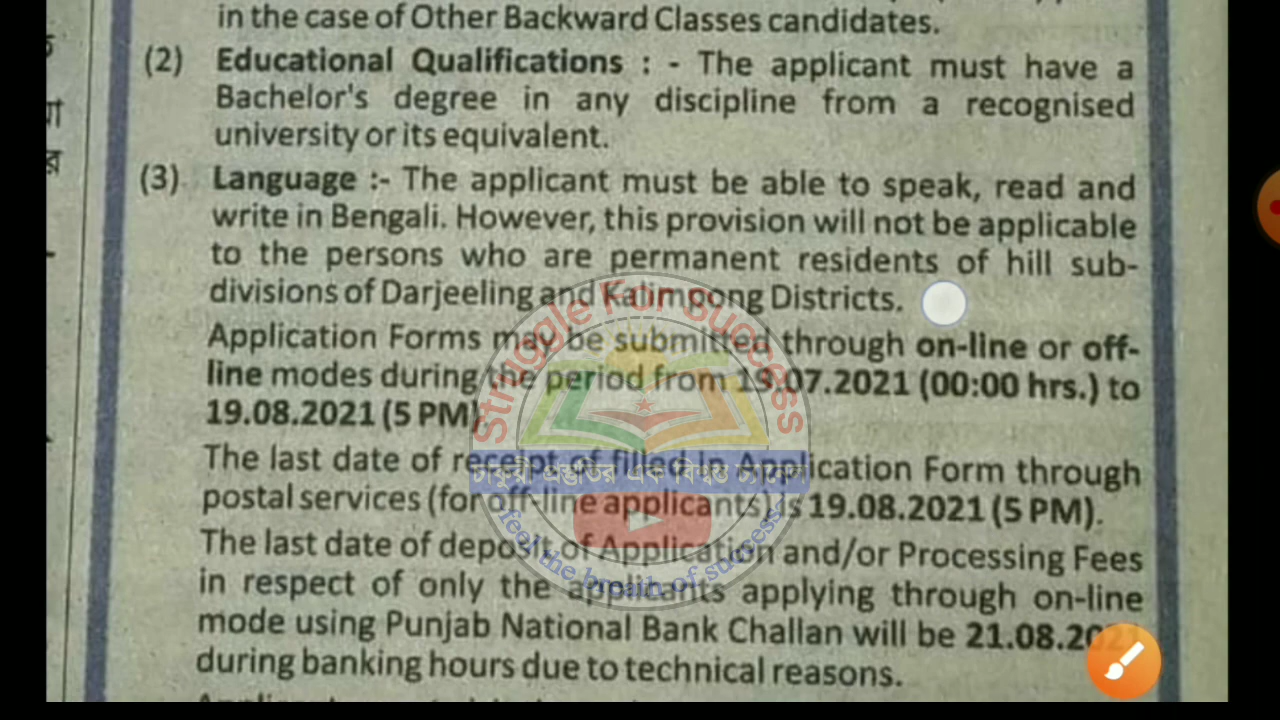 in the case of Other Backward Classes candidates.
(2) Educational Qualifications : - The applicant must have a
Bachelor's degree in any discipline from a recognised
university or its equivalent.
(3) Language :- The applicant must be able to speak, read and
write in Bengali. However, this provision will not be applicable
to the persons who are permanent residents of hill sub-
divisions of Darjeeling and Kalimpong Districts.
Application Forms may be submitted through on-line or off-
line modes during the period from 19.07.2021 (00:00 hrs.) to
19.08.2021 (5 PM).
The last date of receipt of filled in Application Form through
postal services (for off-line applicants) is 19.08.2021 (5 PM).
The last date of deposit of Application and/or Processing Fees
in respect of only the applicants applying through on-line
mode using Punjab National Bank Challan will be 21.08.2021
during banking hours due to technical reasons.
Struggle For Success
চাকুরী প্রস্তুতির এক বিশ্বস্ত চ্যানেল
feel the breath of success